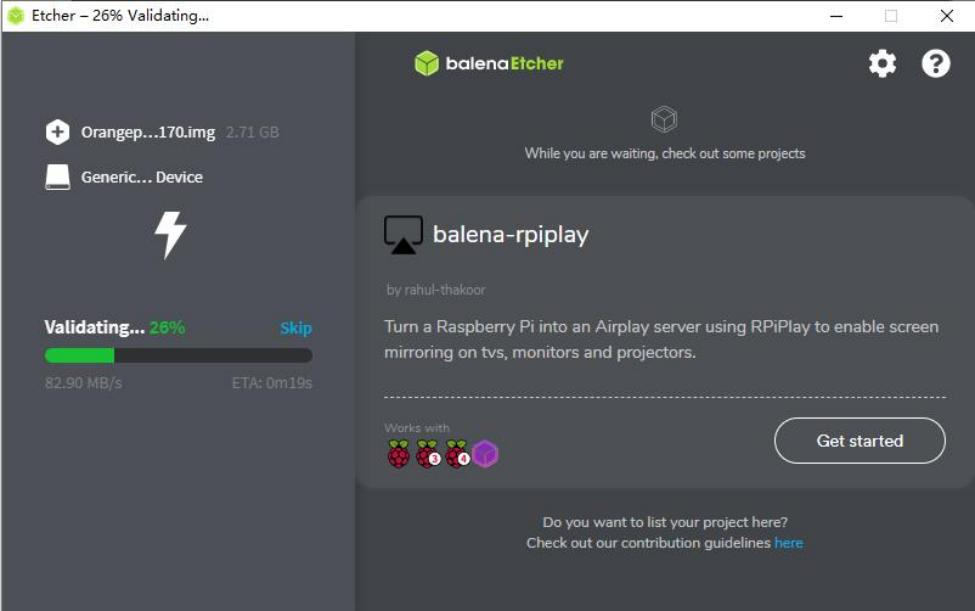 Etcher – 26% Validating...
balenaEtcher
Orangep...170.img 2.71 GB
Generic... Device
Validating... 26% Skip
82.90 MB/s ETA: 0m19s
While you are waiting, check out some projects
balena-rpiplay
by rahul-thakoor
Turn a Raspberry Pi into an Airplay server using RPiPlay to enable screen
mirroring on tvs, monitors and projectors.
Works with
3 4
Get started
Do you want to list your project here?
Check out our contribution guidelines here